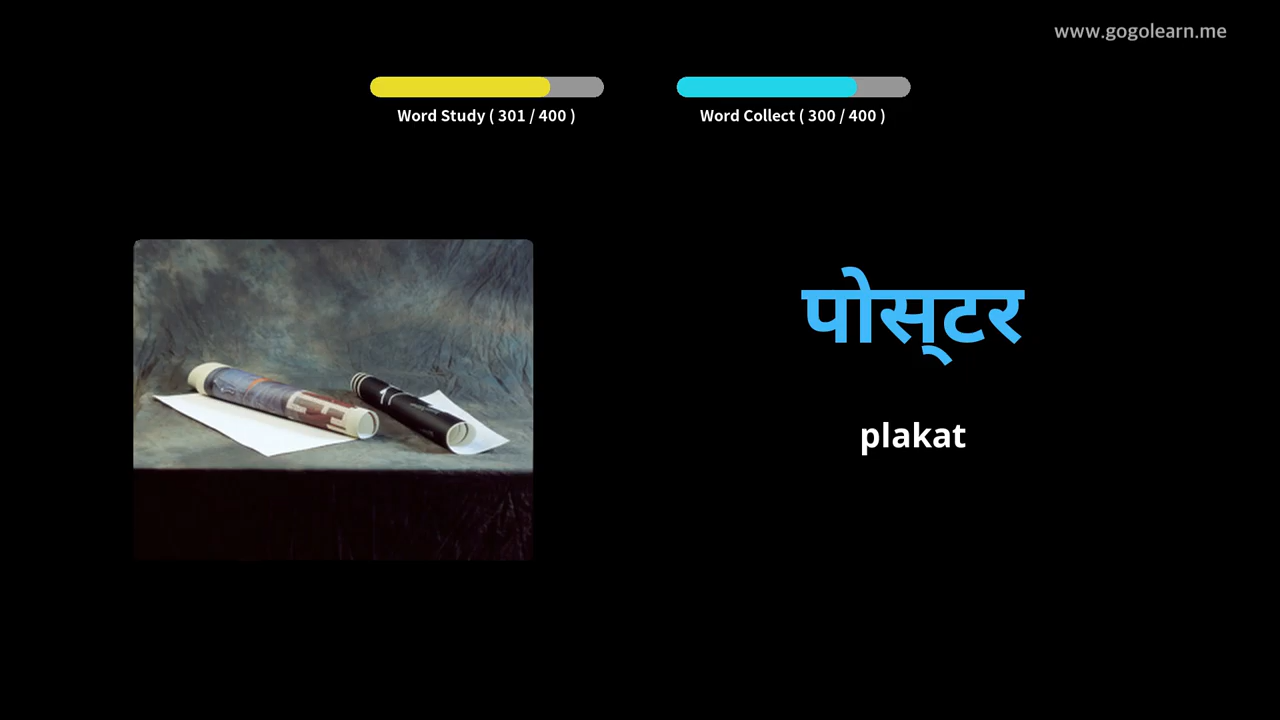 www.gogolearn.me
Word Study ( 301 / 400 )
Word Collect ( 300 / 400 )
पोस्‌टर
plakat